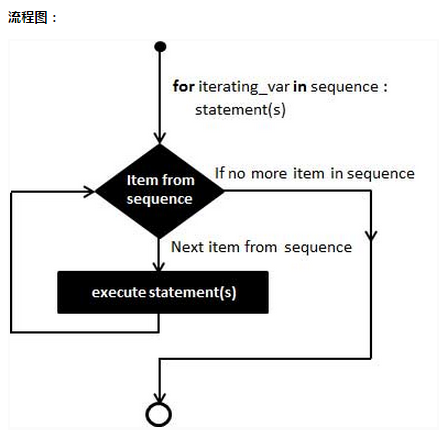 流程图：
for iterating_var in sequence :
statement(s)
If no more item in sequence
Item from
sequence
Next item from sequence
execute statement(s)